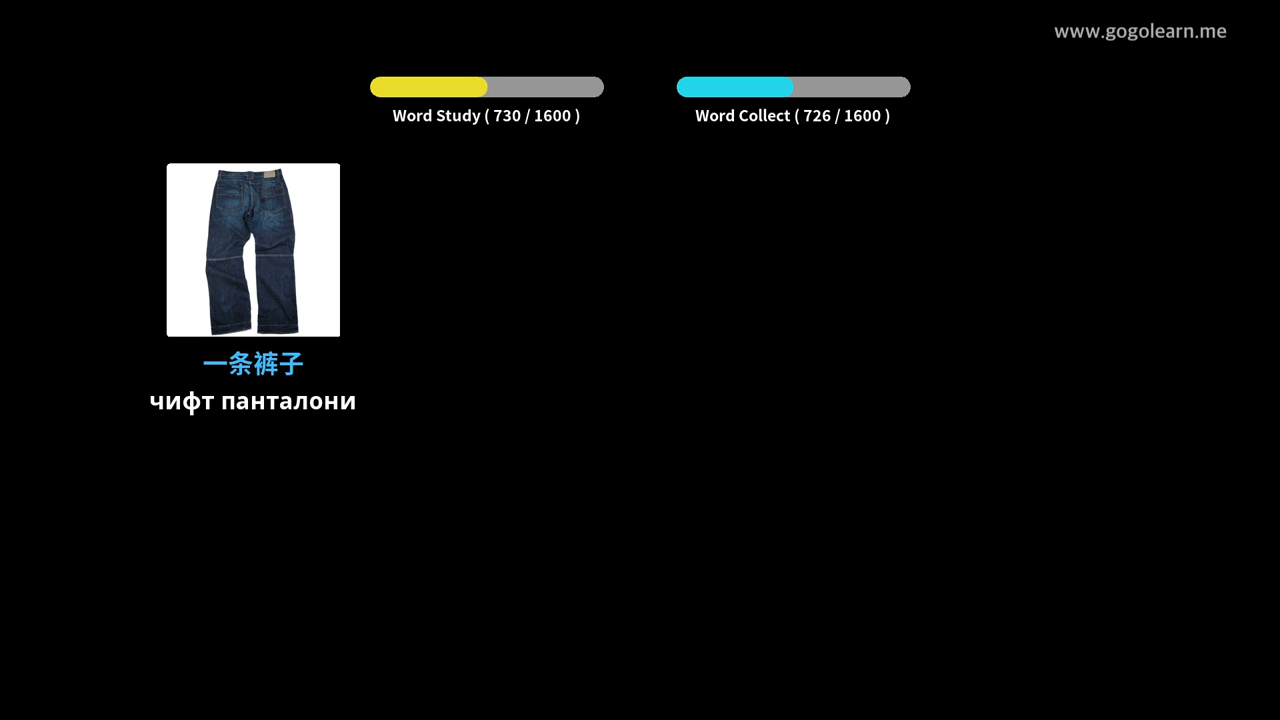 www.gogolearn.me
Word Study ( 730 / 1600 )
Word Collect ( 726 / 1600 )
一条裤子
чифт панталони